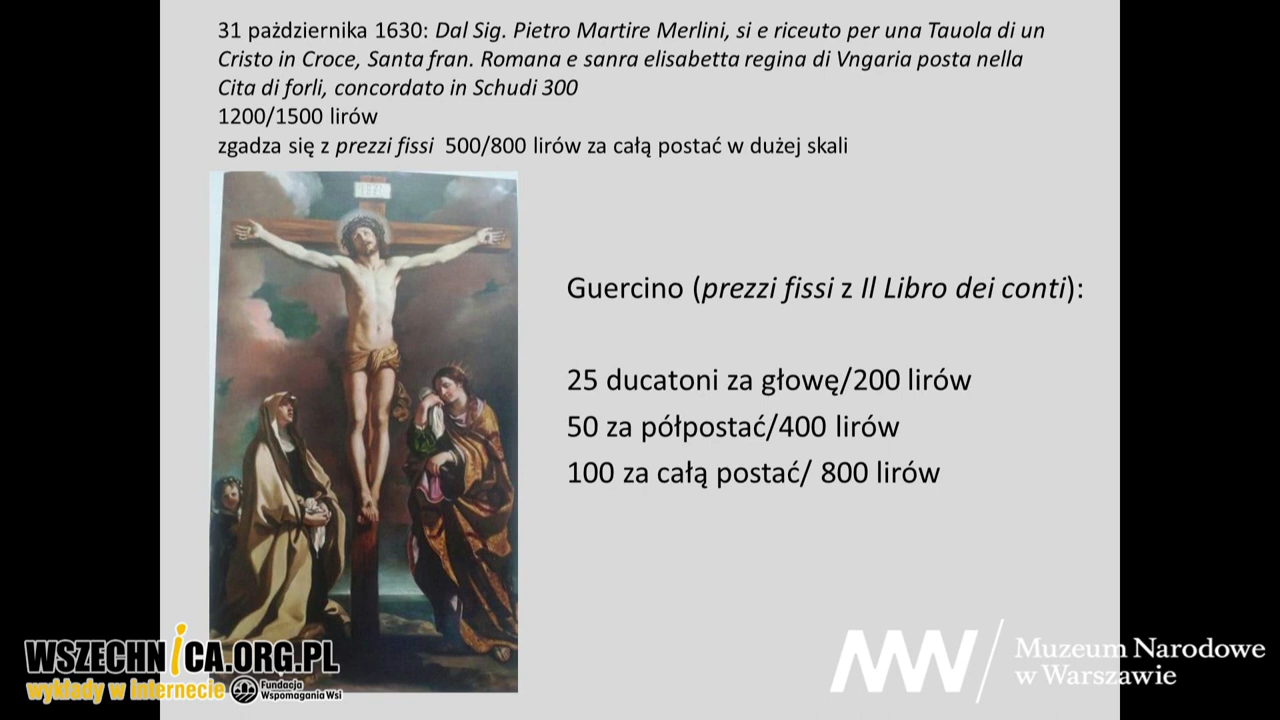 31 pażdziernika 1630: Dal Sig. Pietro Martire Merlini, si e riceuto per una Tauola di un
Cristo in Croce, Santa fran. Romana e sanra elisabetta regina di Vngaria posta nella
Cita di forli, concordato in Schudi 300
1200/1500 lirów
zgadza się z prezzi fissi 500/800 lirów za całą postać w dużej skali
Guercino (prezzi fissi z Il Libro dei conti):
25 ducatoni za głowę/200 lirów
50 za półpostać/400 lirów
100 za całą postać/ 800 lirów
WSZECHNICA.ORG.PL
wykłady w internecie
Fundacja
Wspomagania Wsi
Muzeum Narodowe
w Warszawie